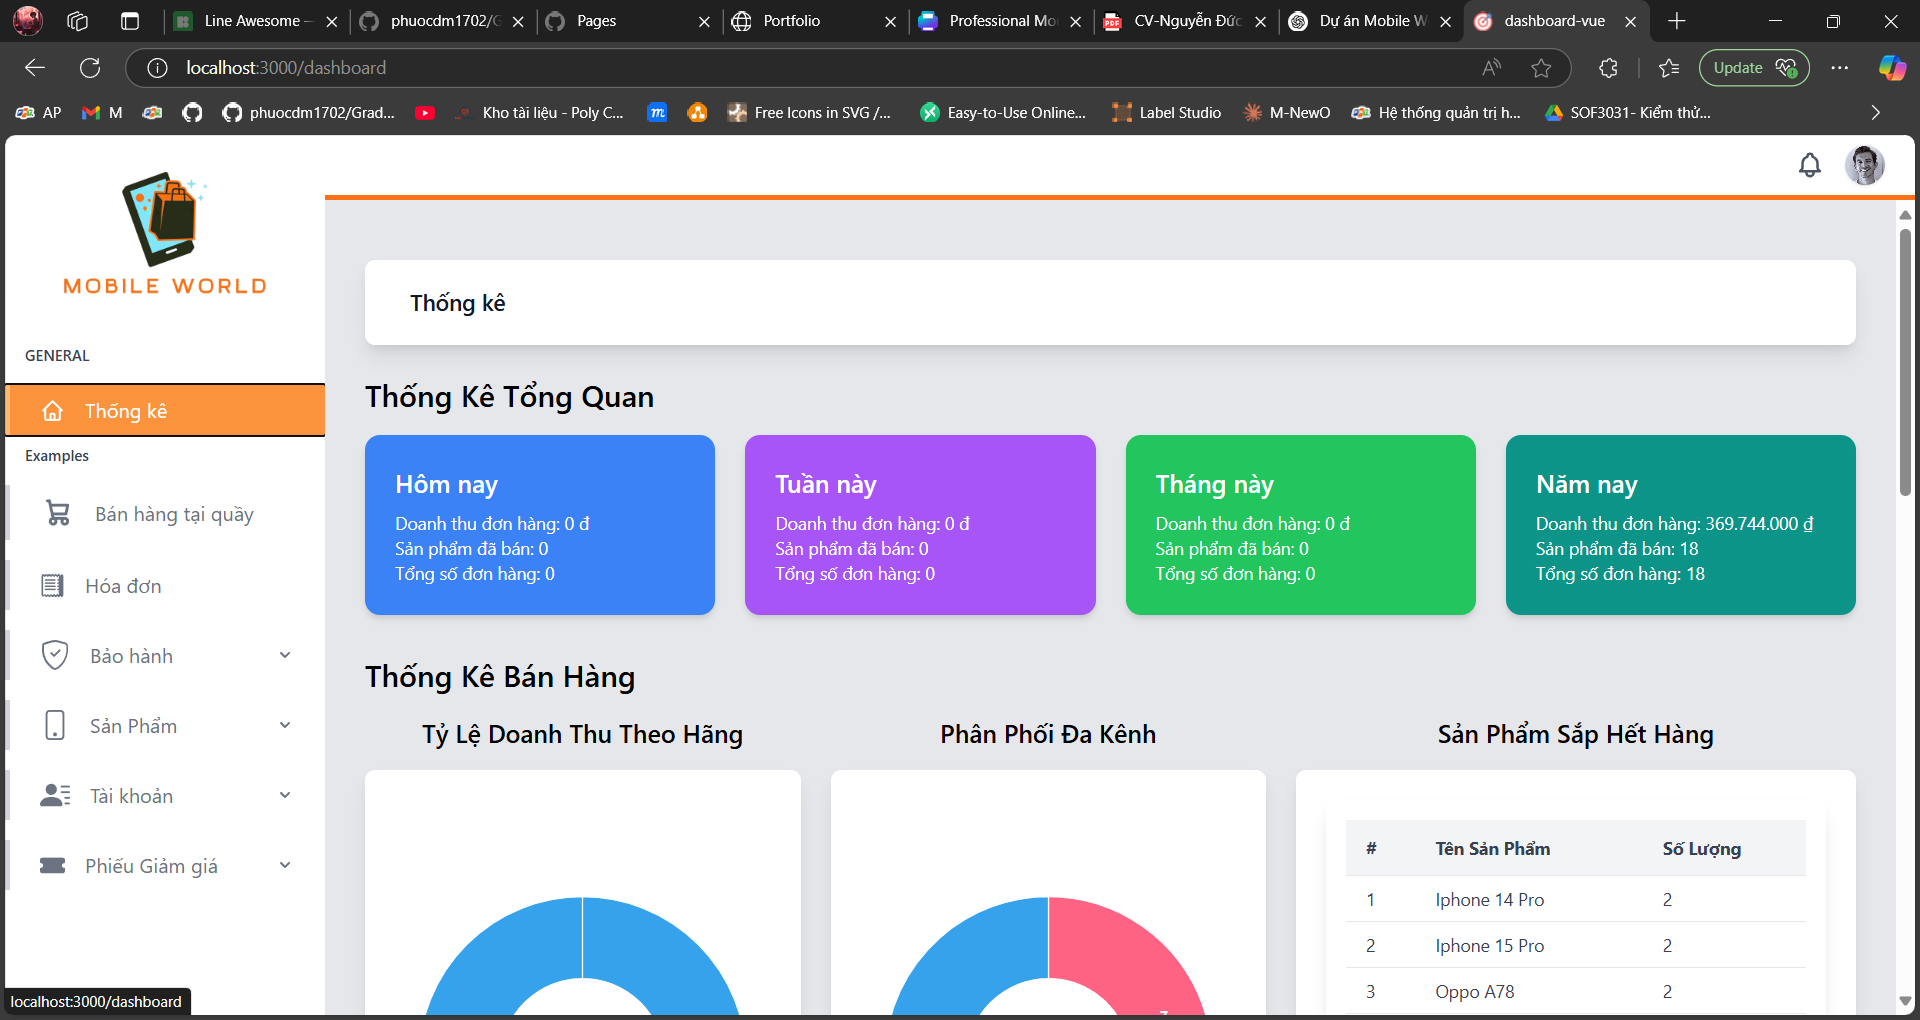 Line Awesome —
phuocdm1702/G
Pages
Portfolio
Professional Mo
CV-Nguyễn Đức
Dự án Mobile W
dashboard-vue
localhost:3000/dashboard
Update
AP
M
phuocdm1702/Grad...
Kho tài liệu - Poly C...
Free Icons in SVG /...
Easy-to-Use Online...
Label Studio
M-NewO
Hệ thống quản trị h...
SOF3031- Kiểm thử...
MOBILE WORLD
GENERAL
Thống kê
Examples
Bán hàng tại quầy
Hóa đơn
Bảo hành
Sản Phẩm
Tài khoản
Phiếu Giảm giá
localhost:3000/dashboard
Thống kê
Thống Kê Tổng Quan
Hôm nay
Doanh thu đơn hàng: 0 đ
Sản phẩm đã bán: 0
Tổng số đơn hàng: 0
Tuần này
Doanh thu đơn hàng: 0 đ
Sản phẩm đã bán: 0
Tổng số đơn hàng: 0
Tháng này
Doanh thu đơn hàng: 0 đ
Sản phẩm đã bán: 0
Tổng số đơn hàng: 0
Năm nay
Doanh thu đơn hàng: 369.744.000 ₫
Sản phẩm đã bán: 18
Tổng số đơn hàng: 18
Thống Kê Bán Hàng
Tỷ Lệ Doanh Thu Theo Hãng
Phân Phối Đa Kênh
Sản Phẩm Sắp Hết Hàng
# Tên Sản Phẩm Số Lượng
1 Iphone 14 Pro 2
2 Iphone 15 Pro 2
3 Oppo A78 2